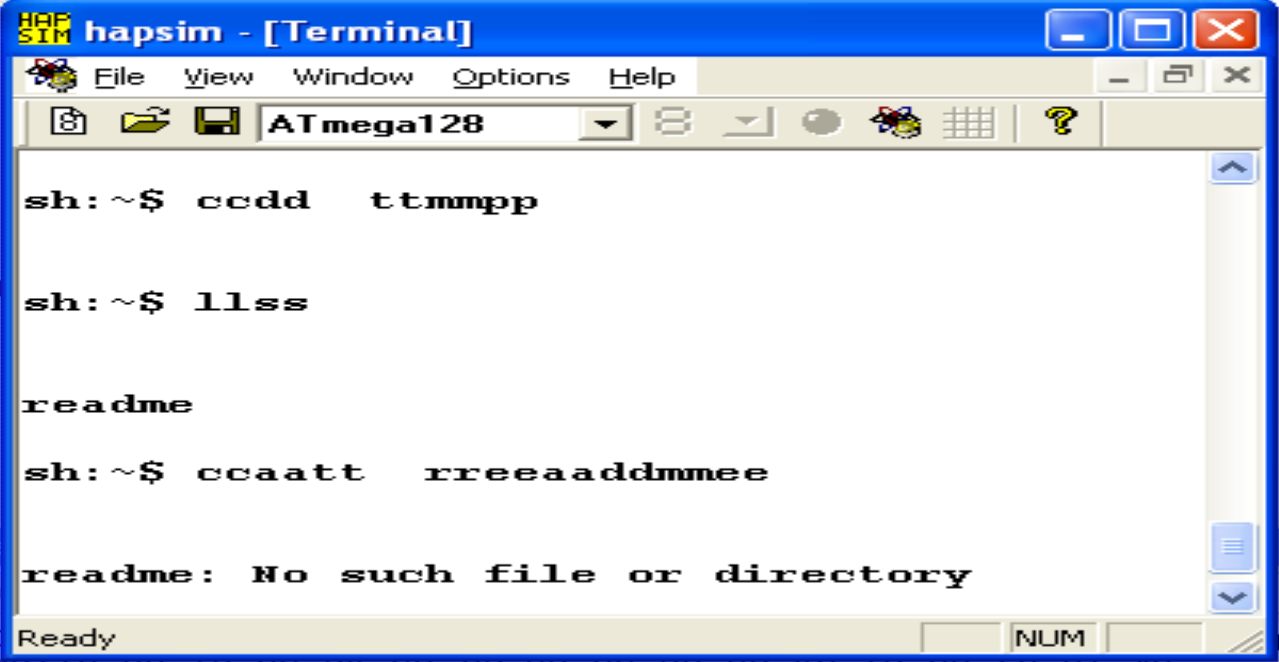 HAP SIM hapsim - [Terminal]
File View Window Options Help
ATmega128
sh:~$ ccdd  ttmmpp
sh:~$ llss
readme
sh:~$ ccaatt  rreeaaddmmee
readme: No such file or directory
Ready NUM